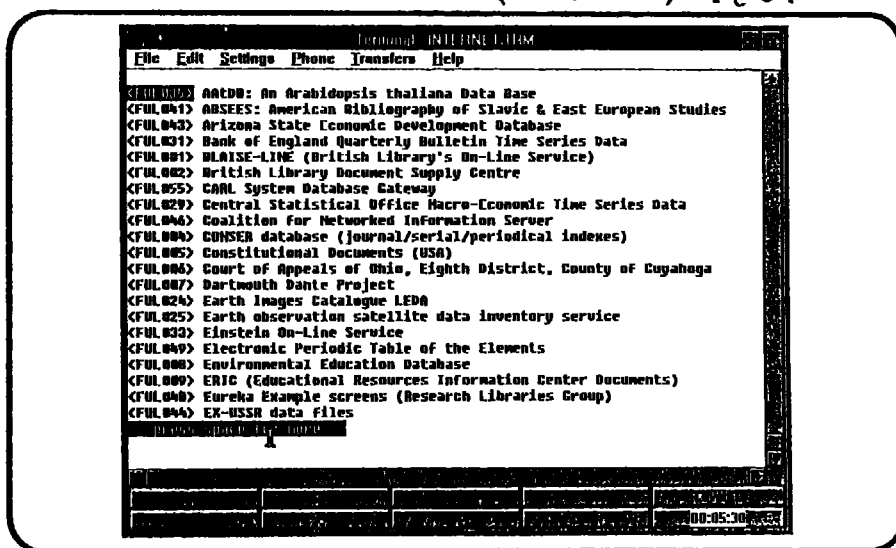 Terminal - INTERNET.TRM
File Edit Settings Phone Transfers Help
AATDB: An Arabidopsis thaliana Data Base
<FUL041> ABSEES: American Bibliography of Slavic & East European Studies
<FUL043> Arizona State Economic Development Database
<FUL031> Bank of England Quarterly Bulletin Time Series Data
<FUL001> BLAISE-LINE (British Library's On-Line Service)
<FUL002> British Library Document Supply Centre
<FUL055> CARL System Database Gateway
<FUL029> Central Statistical Office Macro-Economic Time Series Data
<FUL046> Coalition for Networked Information Server
<FUL004> CONSER database (journal/serial/periodical indexes)
<FUL005> Constitutional Documents (USA)
<FUL006> Court of Appeals of Ohio, Eighth District, County of Cuyahoga
<FUL007> Dartmouth Dante Project
<FUL024> Earth Images Catalogue LEDA
<FUL025> Earth observation satellite data inventory service
<FUL033> Einstein On-Line Service
<FUL049> Electronic Periodic Table of the Elements
<FUL008> Environmental Education Database
<FUL009> ERIC (Educational Resources Information Center Documents)
<FUL040> Eureka Example screens (Research Libraries Group)
<FUL044> EX-USSR data files
press SPACE for more
00:05:30